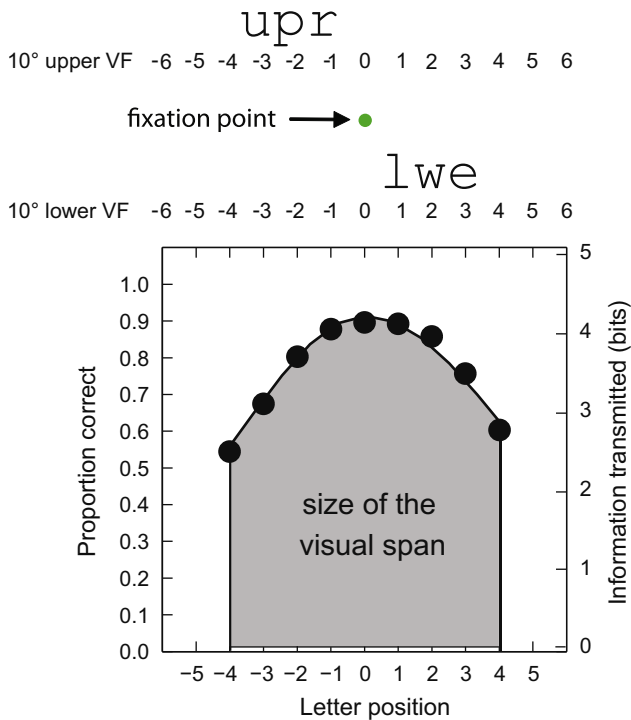 upr
10° upper VF -6 -5 -4 -3 -2 -1 0 1 2 3 4 5 6
fixation point
lwe
10° lower VF -6 -5 -4 -3 -2 -1 0 1 2 3 4 5 6
5
1.0
0.9
4
0.8
0.7
3
0.6
0.5
2
0.4
0.3
1
0.2
0.1
0.0
0
Proportion correct
size of the
visual span
Information transmitted (bits)
−5 −4 −3 −2 −1 0 1 2 3 4 5
Letter position